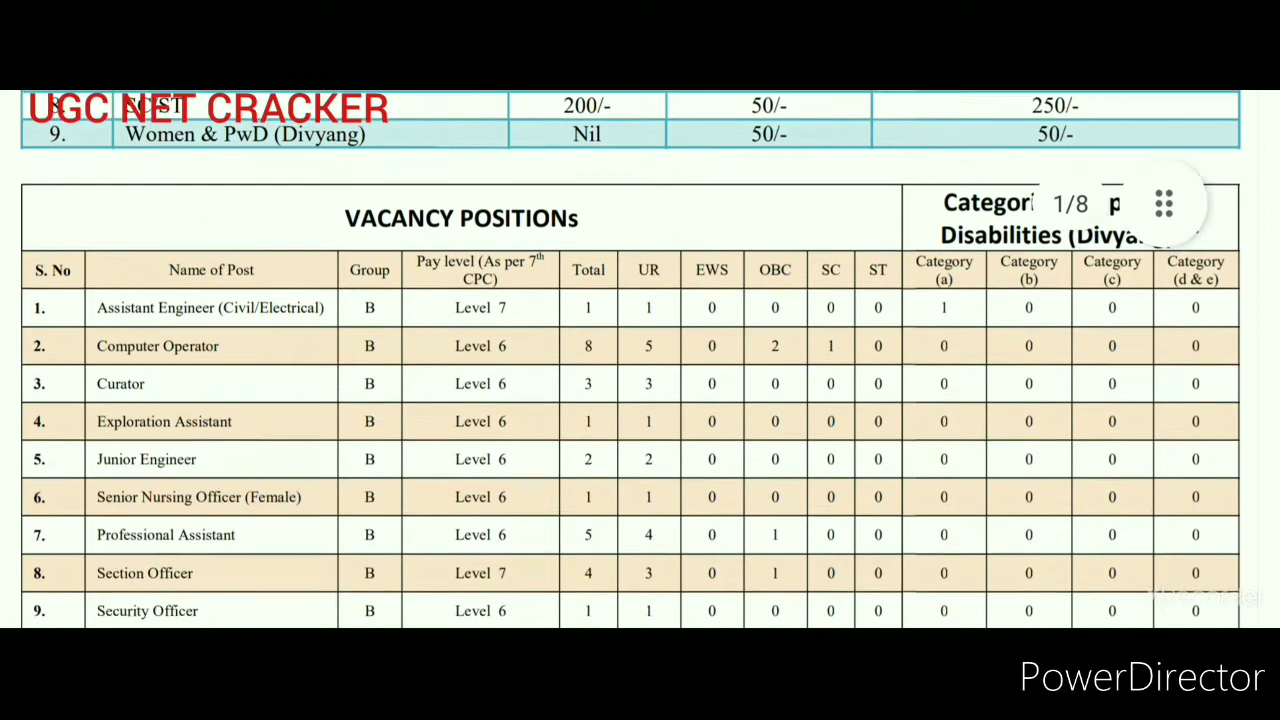 UGC NET CRACKER
8. SC/ST 200/- 50/- 250/-
9. Women & PwD (Divyang) Nil 50/- 50/-
VACANCY POSITIONs
Disabilities
1/8
S. No Name of Post Group Pay level (As per 7th CPC) Total UR EWS OBC SC ST Category (a) Category (b) Category (c) Category (d & e)
1. Assistant Engineer (Civil/Electrical) B Level 7 1 1 0 0 0 0 1 0 0 0
2. Computer Operator B Level 6 8 5 0 2 1 0 0 0 0 0
3. Curator B Level 6 3 3 0 0 0 0 0 0 0 0
4. Exploration Assistant B Level 6 1 1 0 0 0 0 0 0 0 0
5. Junior Engineer B Level 6 2 2 0 0 0 0 0 0 0 0
6. Senior Nursing Officer (Female) B Level 6 1 1 0 0 0 0 0 0 0 0
7. Professional Assistant B Level 6 5 4 0 1 0 0 0 0 0 0
8. Section Officer B Level 7 4 3 0 1 0 0 0 0 0 0
9. Security Officer B Level 6 1 1 0 0 0 0 0 0 0 0
PowerDirector